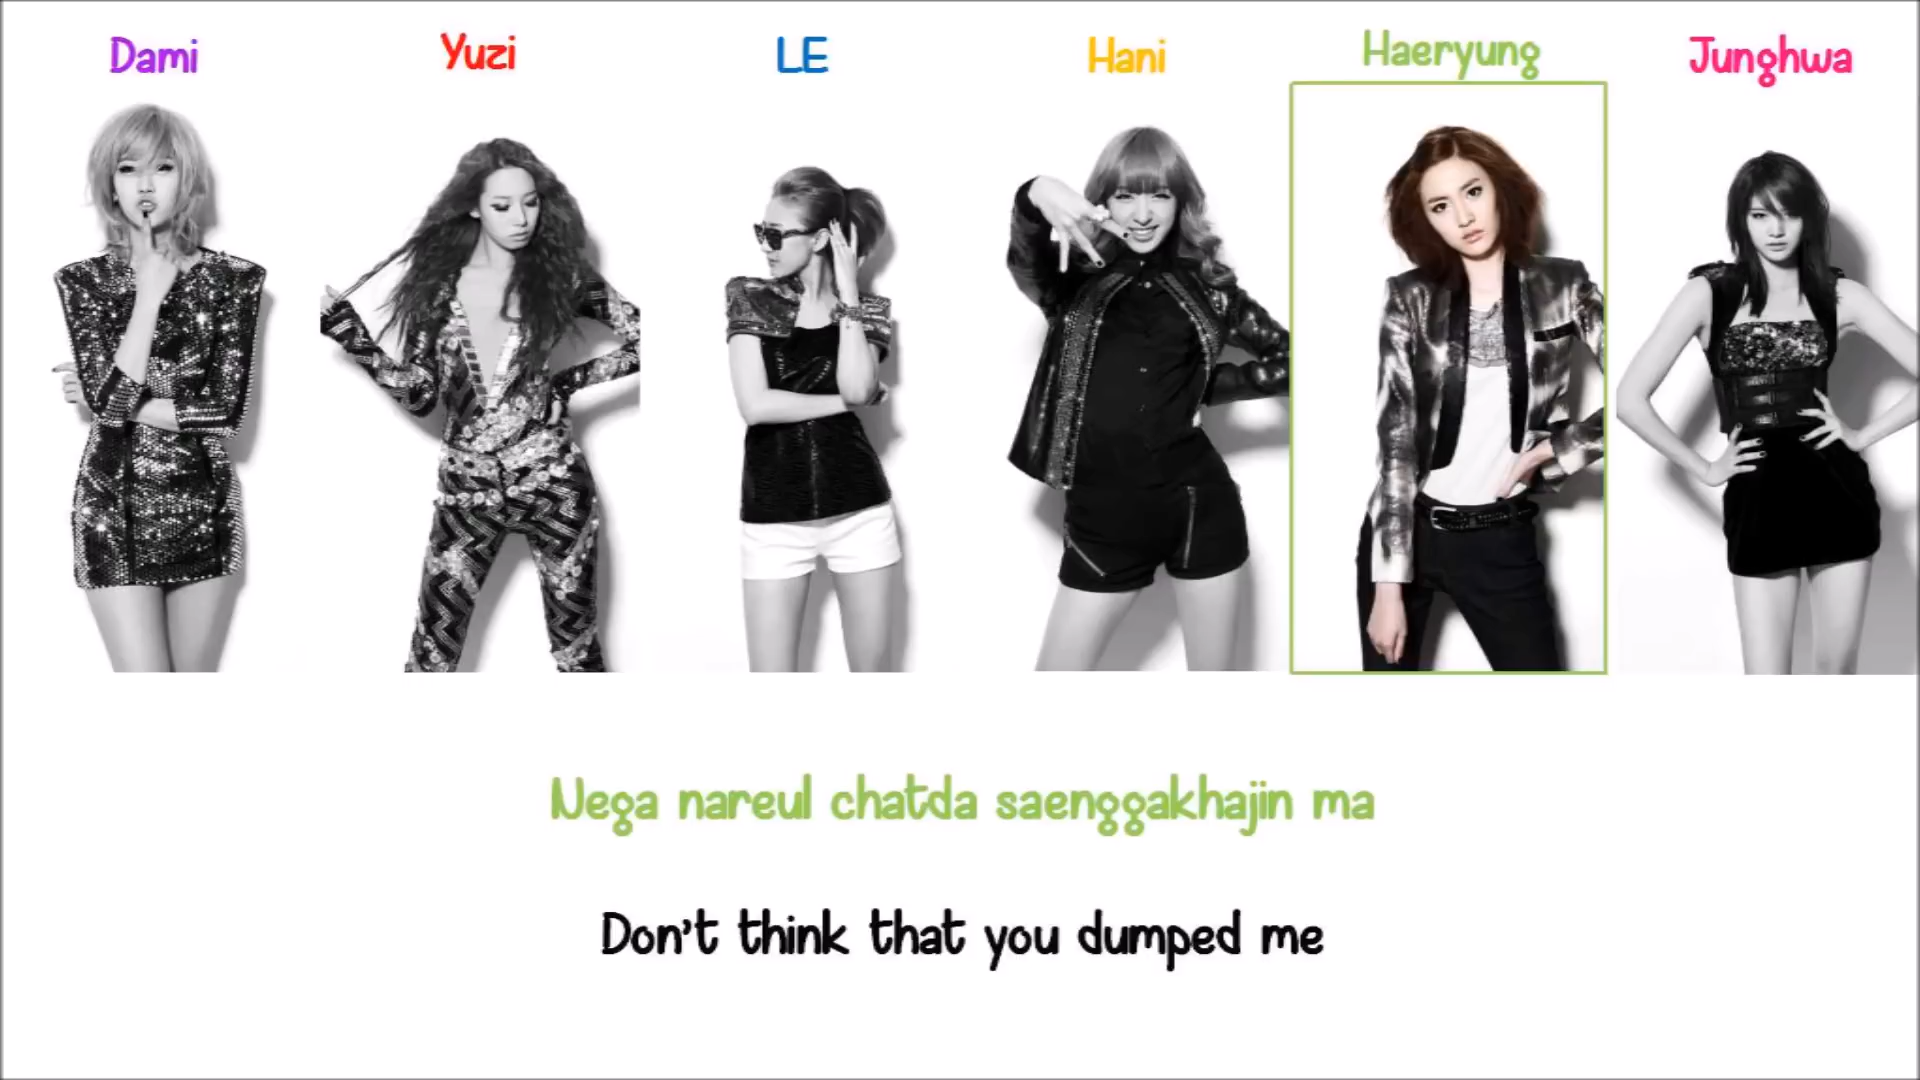 Dami Yuzi LE Hani Haeryung Junghwa
Nega nareul chatda saenggakhajin ma
Don't think that you dumped me